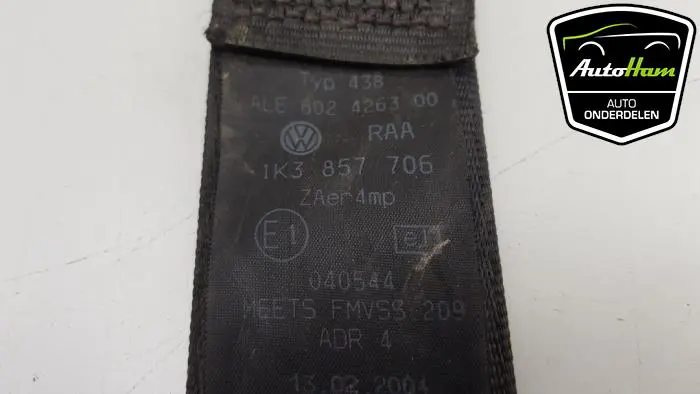 Typ 438
ALE 602 4263 00
RAA
1K3 857 706
ZAer4mp
E1
e1
040544
MEETS FMVSS 209
ADR 4
13.02.2004
AutoHam
AUTO
ONDERDELEN